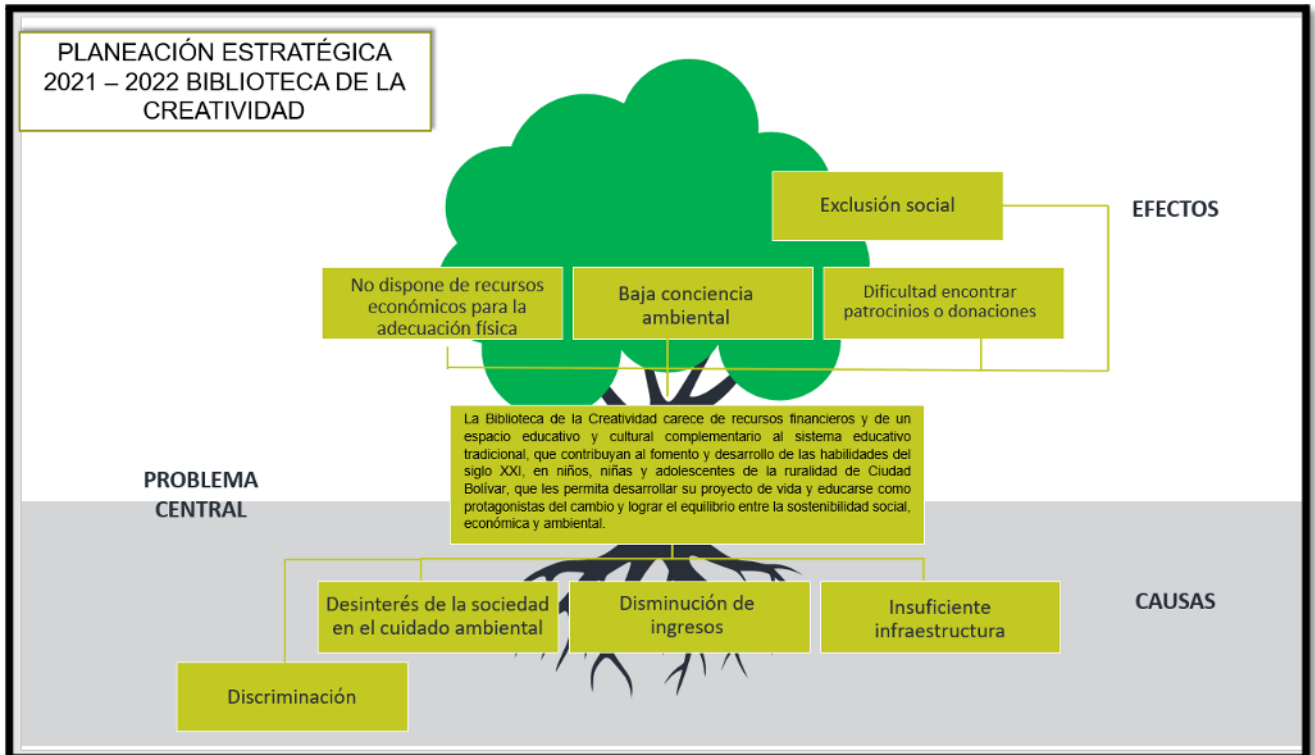 PLANEACIÓN ESTRATÉGICA
2021 – 2022 BIBLIOTECA DE LA
CREATIVIDAD
Exclusión social
EFECTOS
No dispone de recursos
económicos para la
adecuación física
Baja conciencia
ambiental
Dificultad encontrar
patrocinios o donaciones
La Biblioteca de la Creatividad carece de recursos financieros y de un
espacio educativo y cultural complementario al sistema educativo
tradicional, que contribuyan al fomento y desarrollo de las habilidades del
siglo XXI, en niños, niñas y adolescentes de la ruralidad de Ciudad
Bolívar, que les permita desarrollar su proyecto de vida y educarse como
protagonistas del cambio y lograr el equilibrio entre la sostenibilidad social,
económica y ambiental.
PROBLEMA
CENTRAL
Desinterés de la sociedad
en el cuidado ambiental
Disminución de
ingresos
Insuficiente
infraestructura
CAUSAS
Discriminación